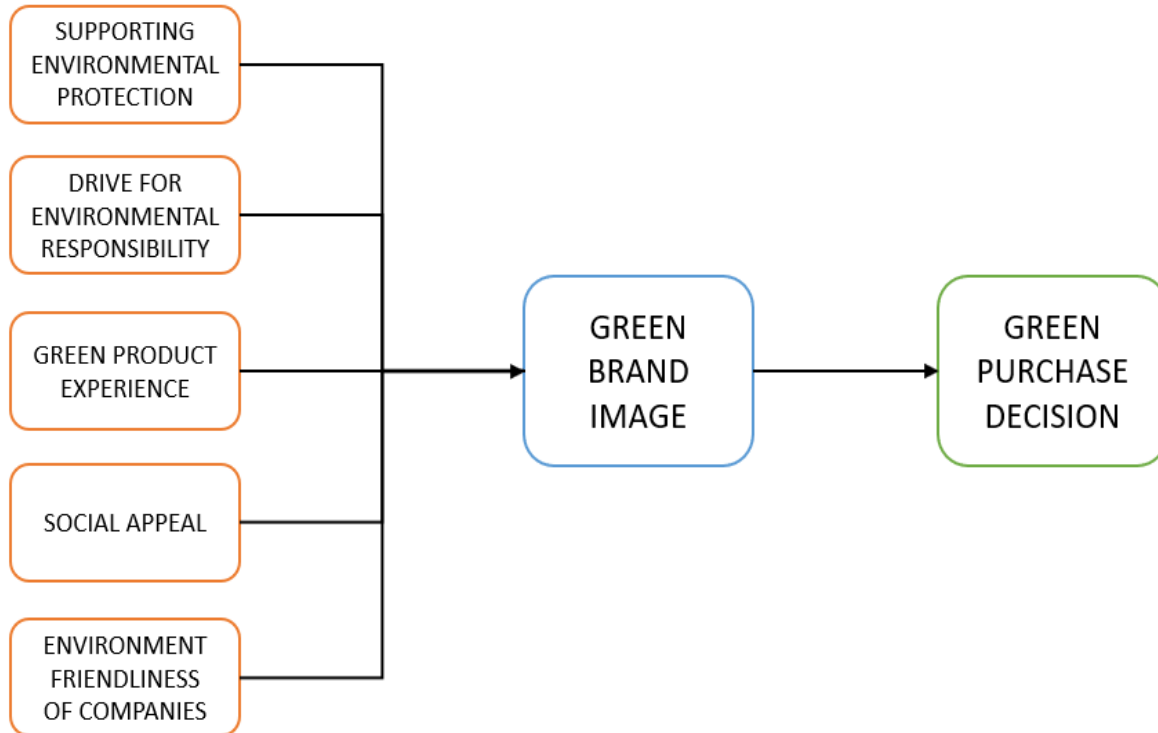 SUPPORTING
ENVIRONMENTAL
PROTECTION
DRIVE FOR
ENVIRONMENTAL
RESPONSIBILITY
GREEN PRODUCT
EXPERIENCE
SOCIAL APPEAL
ENVIRONMENT
FRIENDLINESS
OF COMPANIES
GREEN
BRAND
IMAGE
GREEN
PURCHASE
DECISION